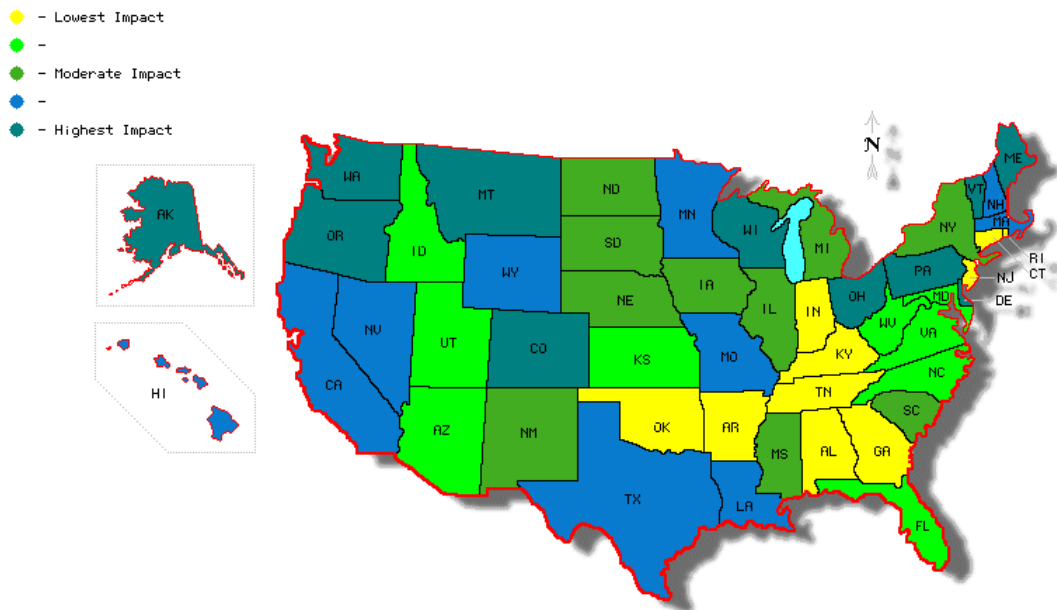 - Lowest Impact
-
- Moderate Impact
-
- Highest Impact
N
AK
HI
WA
MT
ND
MN
ME
VT
NH
MA
OR
ID
WY
SD
WI
MI
NY
RI
CT
NJ
DE
PA
NV
UT
CO
NE
IA
IL
IN
OH
MD
WV
VA
CA
KS
MO
KY
NC
AZ
NM
OK
AR
TN
SC
TX
LA
MS
AL
GA
FL